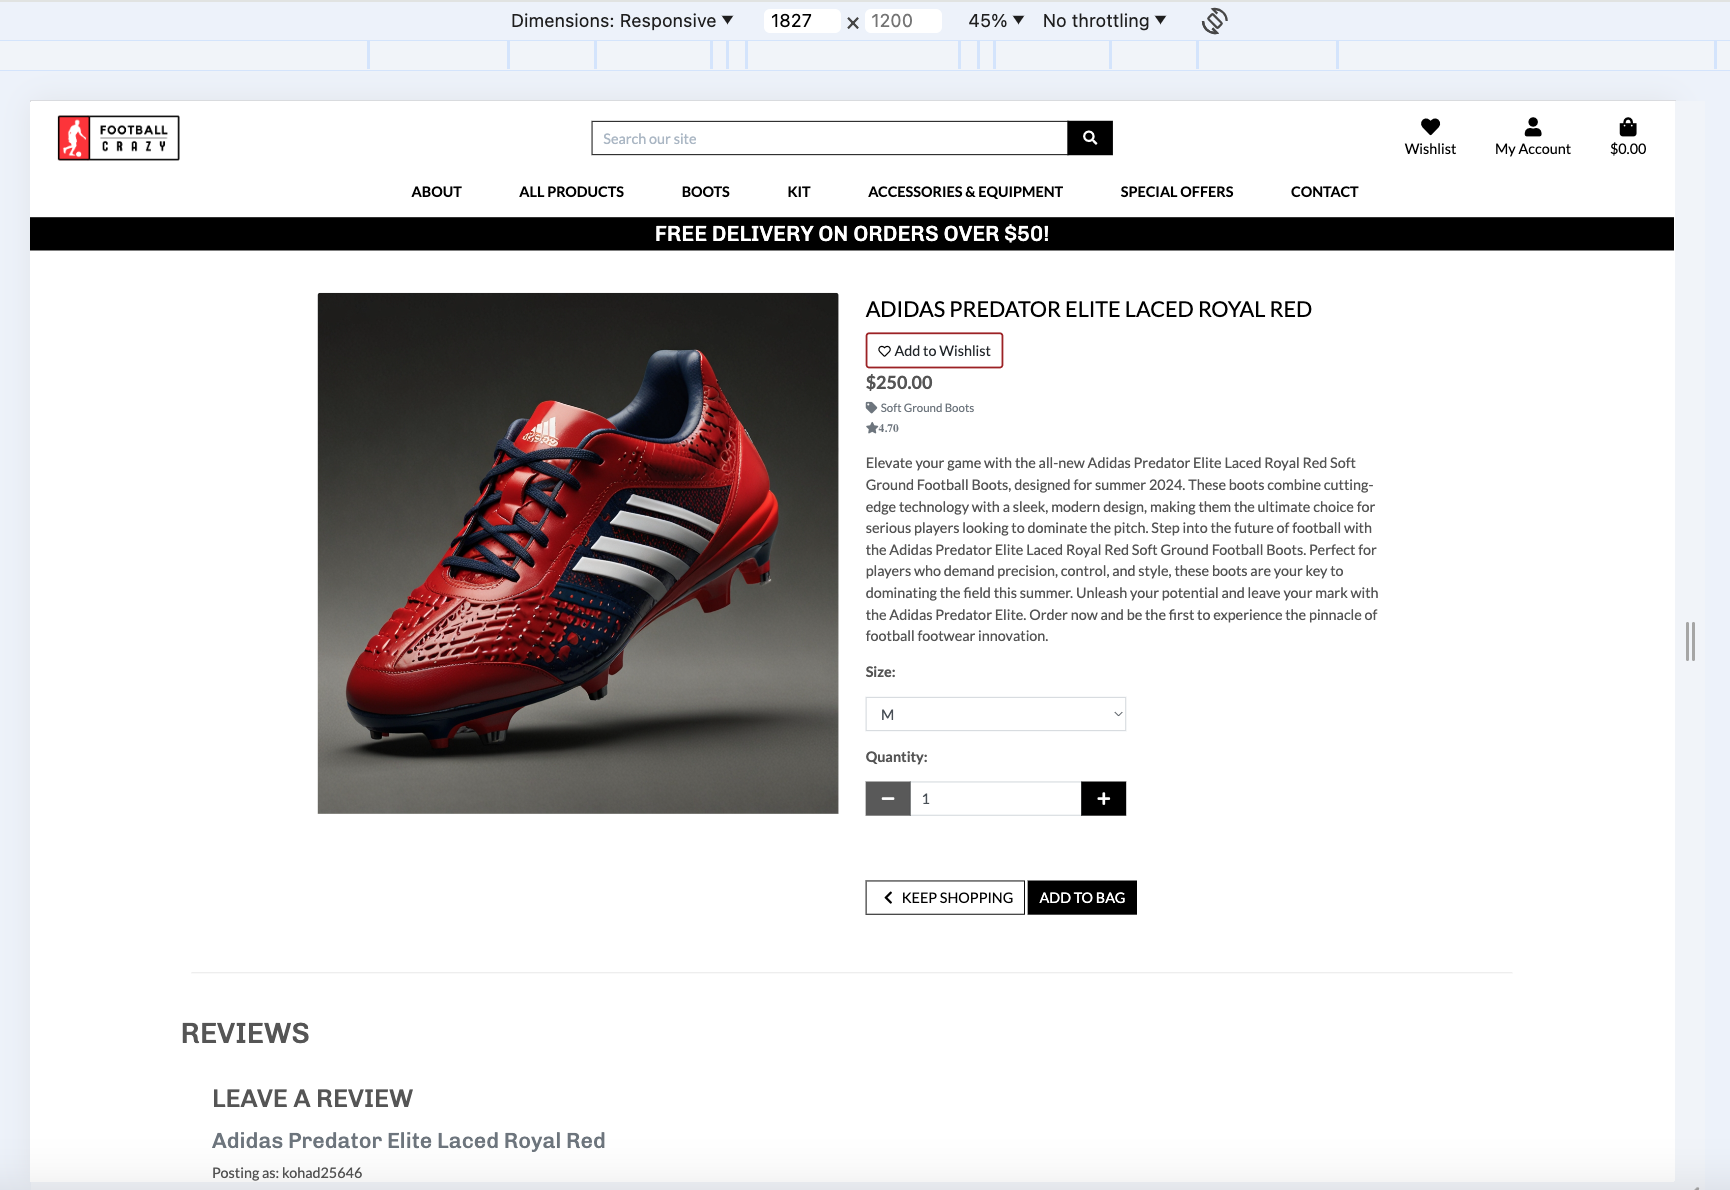 Dimensions: Responsive 1827 x 1200 45% No throttling
FOOTBALL
CRAZY
Search our site
Wishlist My Account $0.00
ABOUT ALL PRODUCTS BOOTS KIT ACCESSORIES & EQUIPMENT SPECIAL OFFERS CONTACT
FREE DELIVERY ON ORDERS OVER $50!
ADIDAS PREDATOR ELITE LACED ROYAL RED
Add to Wishlist
$250.00
Soft Ground Boots
4.70
Elevate your game with the all-new Adidas Predator Elite Laced Royal Red Soft
Ground Football Boots, designed for summer 2024. These boots combine cutting-
edge technology with a sleek, modern design, making them the ultimate choice for
serious players looking to dominate the pitch. Step into the future of football with
the Adidas Predator Elite Laced Royal Red Soft Ground Football Boots. Perfect for
players who demand precision, control, and style, these boots are your key to
dominating the field this summer. Unleash your potential and leave your mark with
the Adidas Predator Elite. Order now and be the first to experience the pinnacle of
football footwear innovation.
Size:
M
Quantity:
1
KEEP SHOPPING ADD TO BAG
REVIEWS
LEAVE A REVIEW
Adidas Predator Elite Laced Royal Red
Posting as: kohad25646